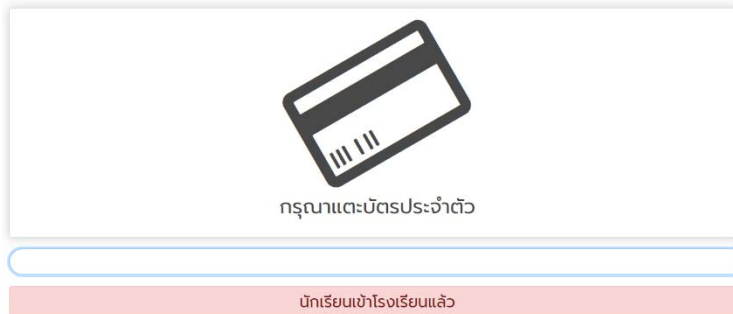 กรุณาแตะบัตรประจำตัว
นักเรียนเข้าโรงเรียนแล้ว